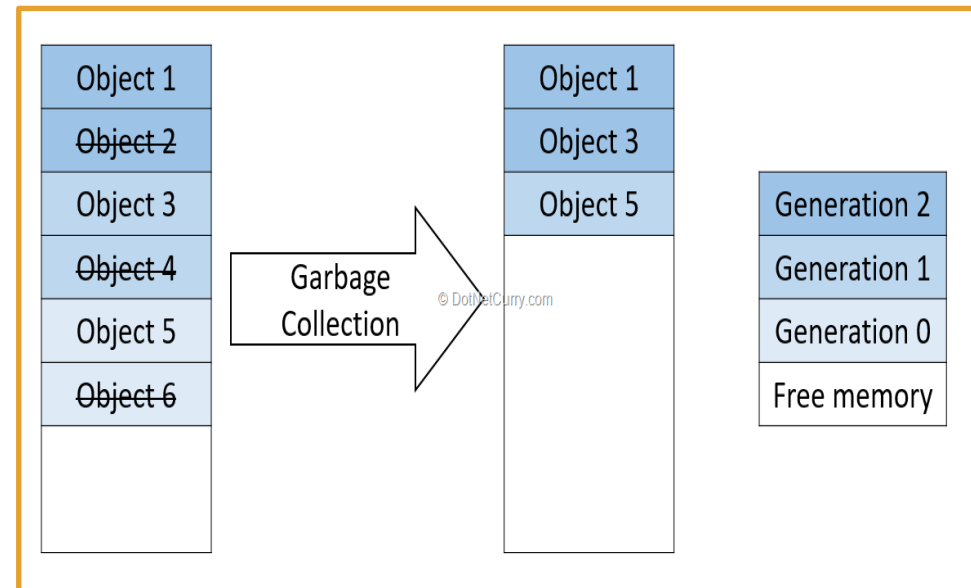 Object 1
Object 2
Object 3
Object 4
Object 5
Object 6
Garbage
Collection
© DotNetCurry.com
Object 1
Object 3
Object 5
Generation 2
Generation 1
Generation 0
Free memory